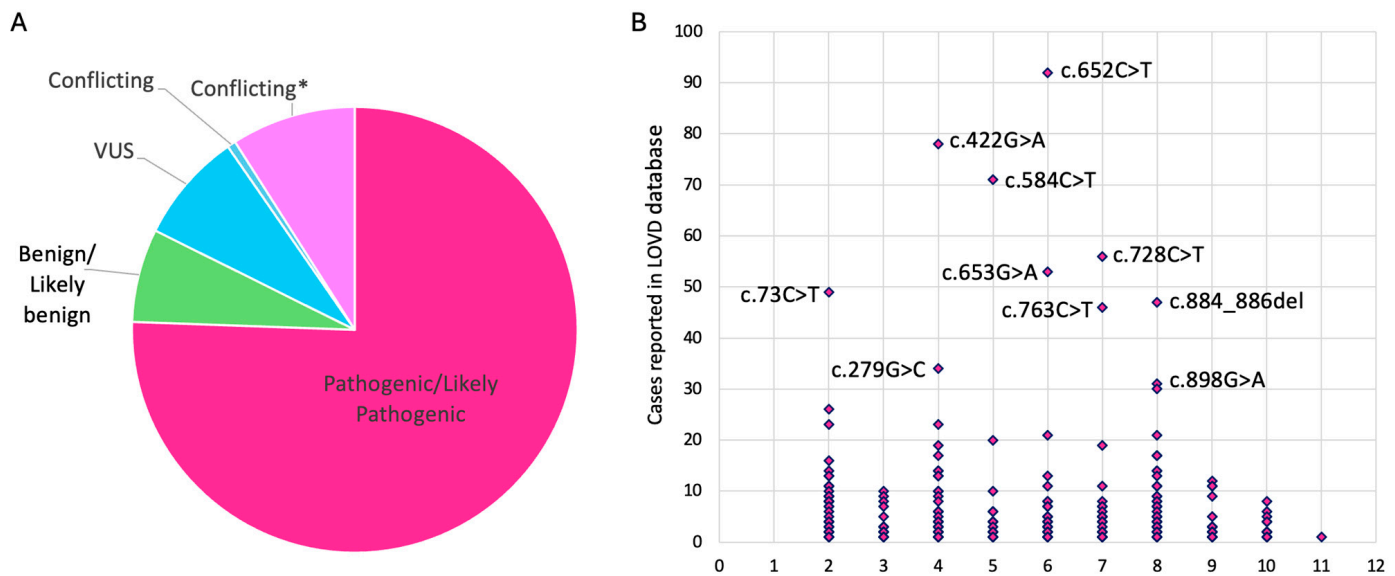 A
Conflicting
Conflicting*
VUS
Benign/
Likely
benign
Pathogenic/Likely
Pathogenic
B
Cases reported in LOVD database
100
90
80
70
60
50
40
30
20
10
0
c.652C>T
c.422G>A
c.584C>T
c.728C>T
c.653G>A
c.73C>T
c.763C>T
c.884_886del
c.279G>C
c.898G>A
0 1 2 3 4 5 6 7 8 9 10 11 12